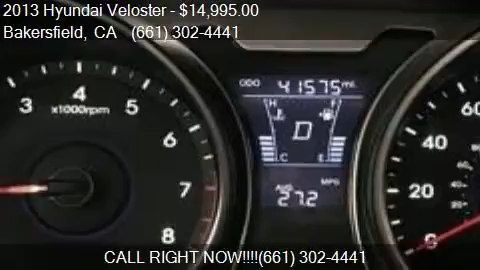 2013 Hyundai Veloster - $14,995.00
Bakersfield, CA (661) 302-4441
ODO 41575 mi.
H F
D
C E
AVG MPG
27.2
3 4 5 6 7 8
x1000rpm
60
40
20
0
CALL RIGHT NOW!!!!(661) 302-4441